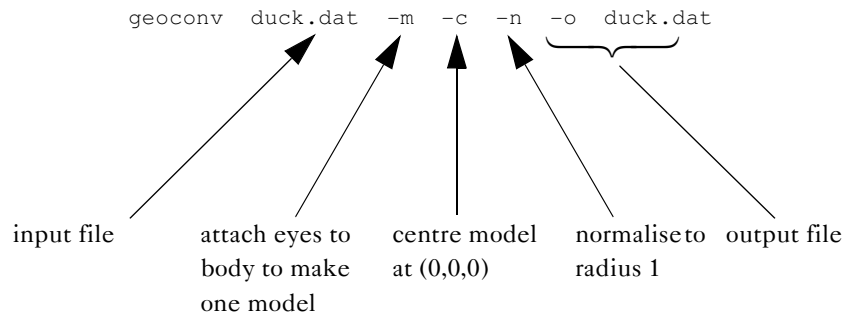 geoconv duck.dat -m -c -n -o duck.dat
input file
attach eyes to
body to make
one model
centre model
at (0,0,0)
normalise to
radius 1
output file